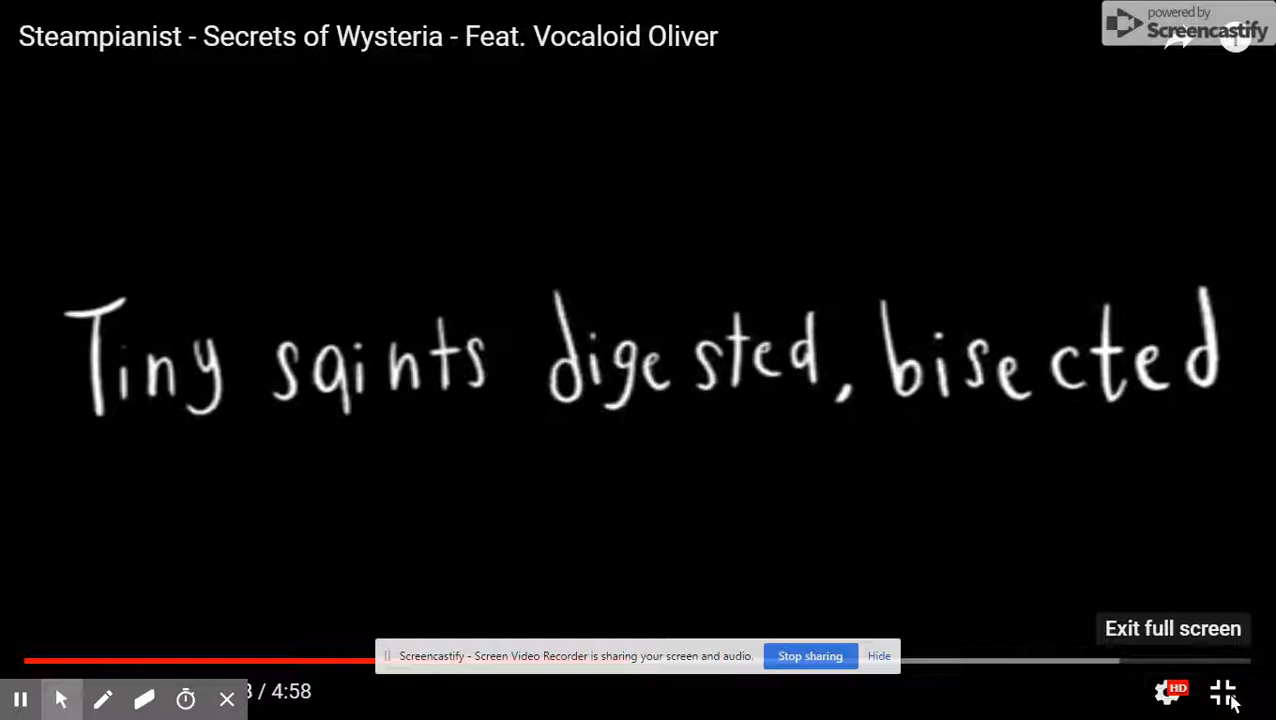 Steampianist - Secrets of Wysteria - Feat. Vocaloid Oliver
powered by
Screencastify
Tiny saints digested, bisected
Exit full screen
Screencastify - Screen Video Recorder is sharing your screen and audio.
Stop sharing
Hide
/ 4:58
HD